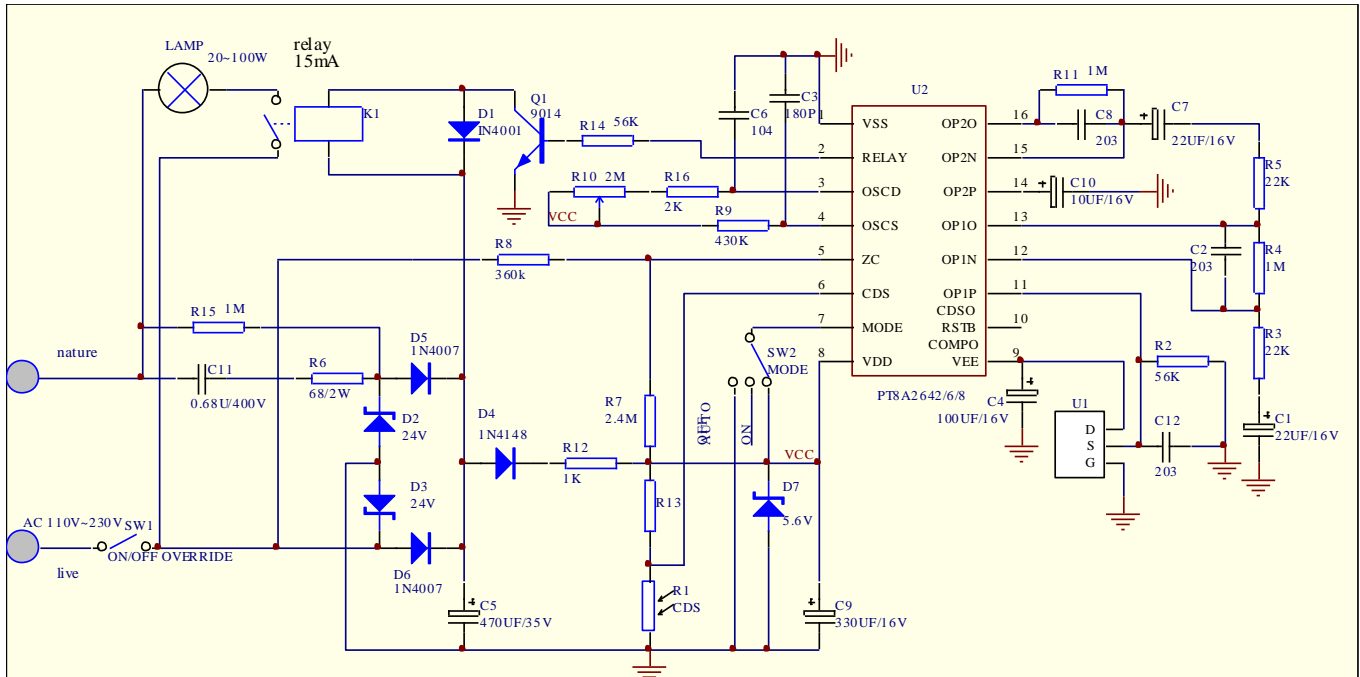 LAMP
20~100W
relay
15mA
K1
D1
IN4001
Q1
9014
R14 56K
R10 2M
R16
2K
VCC
R9
430K
C6
104
C3
180P
R8
360k
U2
1 VSS
2 RELAY
3 OSCD
4 OSCS
5 ZC
6 CDS
7 MODE
8 VDD
OP2O 16
OP2N 15
OP2P 14
OP1O 13
OP1N 12
OP1P 11
CDSO
RSTB 10
COMPO
VEE 9
PT8A2642/6/8
R11 1M
C8
203
C7
22UF/16V
R5
22K
C10
10UF/16V
C2
203
R4
1M
R3
22K
R2
56K
C4
100UF/16V
U1
D
S
G
C12
203
C1
22UF/16V
R15 1M
nature
C11
0.68U/400V
R6
68/2W
D5
1N4007
D2
24V
D4
1N4148
R12
1K
R7
2.4M
SW2
MODE
OFF
AUTO
ON
VCC
D3
24V
R13
D7
5.6V
AC 110V~230V
SW1
ON/OFF OVERRIDE
live
D6
1N4007
C5
470UF/35V
R1
CDS
C9
330UF/16V